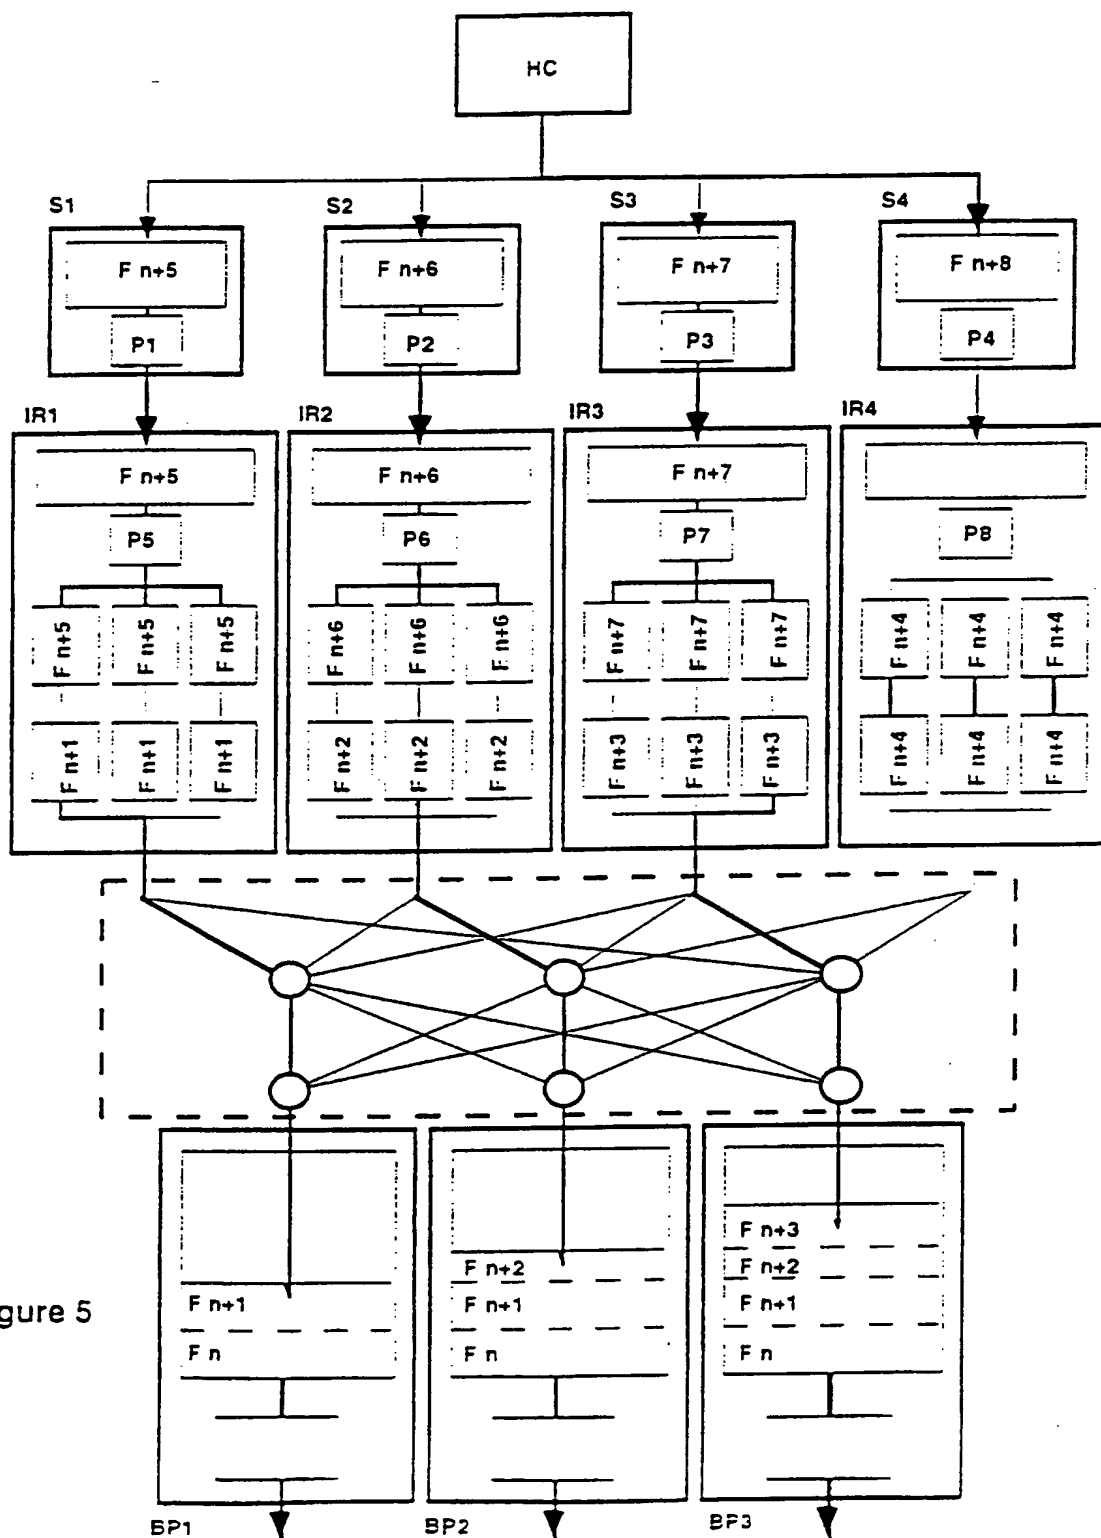 HC
S1
S2
S3
S4
F n+5
F n+6
F n+7
F n+8
P1
P2
P3
P4
IR1
IR2
IR3
IR4
F n+5
F n+6
F n+7
P5
P6
P7
P8
F n+5
F n+5
F n+5
F n+6
F n+6
F n+6
F n+7
F n+7
F n+7
F n+4
F n+4
F n+4
F n+1
F n+1
F n+1
F n+2
F n+2
F n+2
F n+3
F n+3
F n+3
F n+4
F n+4
F n+4
F n+1
F n
F n+2
F n+1
F n
F n+3
F n+2
F n+1
F n
gure 5
BP1
BP2
BP3